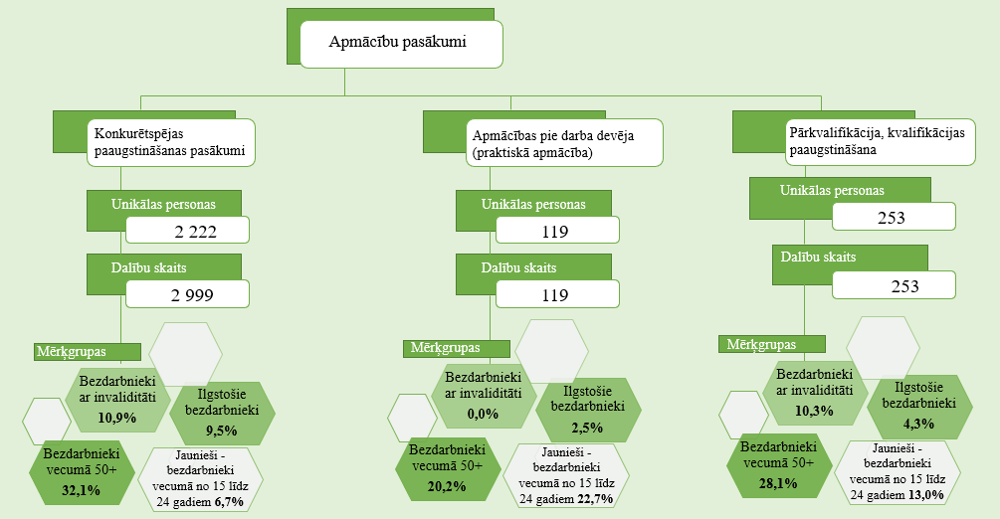 Apmācību pasākumi
Konkurētspējas
paaugstināšanas pasākumi
Unikālas personas
2 222
Dalību skaits
2 999
Mērķgrupas
Bezdarbnieki
ar invaliditāti
10,9%
Ilgstošie
bezdarbnieki
9,5%
Bezdarbnieki
vecumā 50+
32,1%
Jaunieši -
bezdarbnieki
vecumā no 15 līdz
24 gadiem 6,7%
Apmācības pie darba devēja
(praktiskā apmācība)
Unikālas personas
119
Dalību skaits
119
Mērķgrupas
Bezdarbnieki
ar invaliditāti
0,0%
Ilgstošie
bezdarbnieki
2,5%
Bezdarbnieki
vecumā 50+
20,2%
Jaunieši -
bezdarbnieki
vecumā no 15 līdz
24 gadiem 22,7%
Pārkvalifikācija, kvalifikācijas
paaugstināšana
Unikālas personas
253
Dalību skaits
253
Mērķgrupas
Bezdarbnieki
ar invaliditāti
10,3%
Ilgstošie
bezdarbnieki
4,3%
Bezdarbnieki
vecumā 50+
28,1%
Jaunieši -
bezdarbnieki
vecumā no 15 līdz
24 gadiem 13,0%